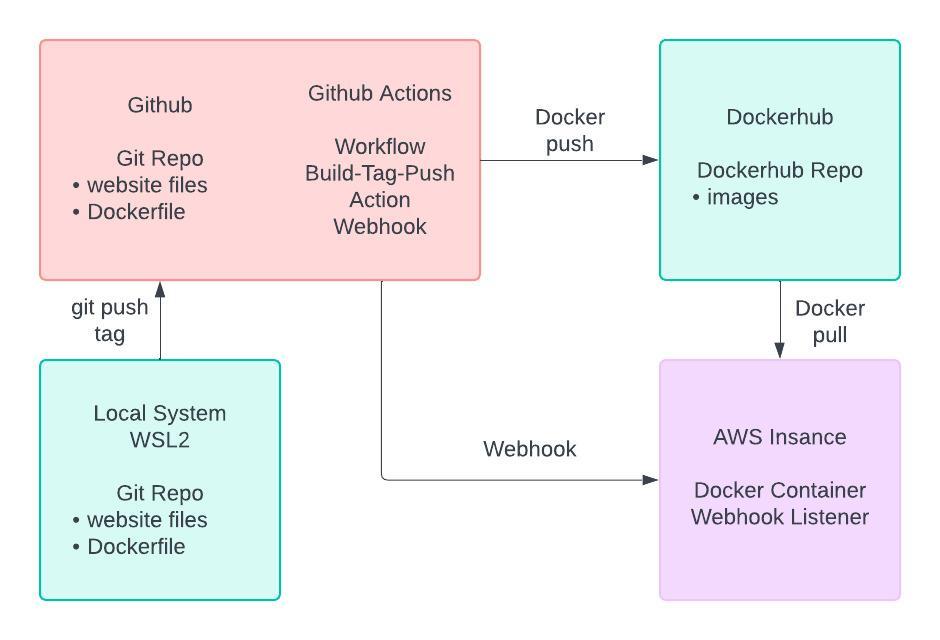 Github
Git Repo
• website files
• Dockerfile
Github Actions
Workflow
Build-Tag-Push
Action
Webhook
Docker
push
Dockerhub
Dockerhub Repo
• images
git push
tag
Docker
pull
Local System
WSL2
Git Repo
• website files
• Dockerfile
Webhook
AWS Insance
Docker Container
Webhook Listener